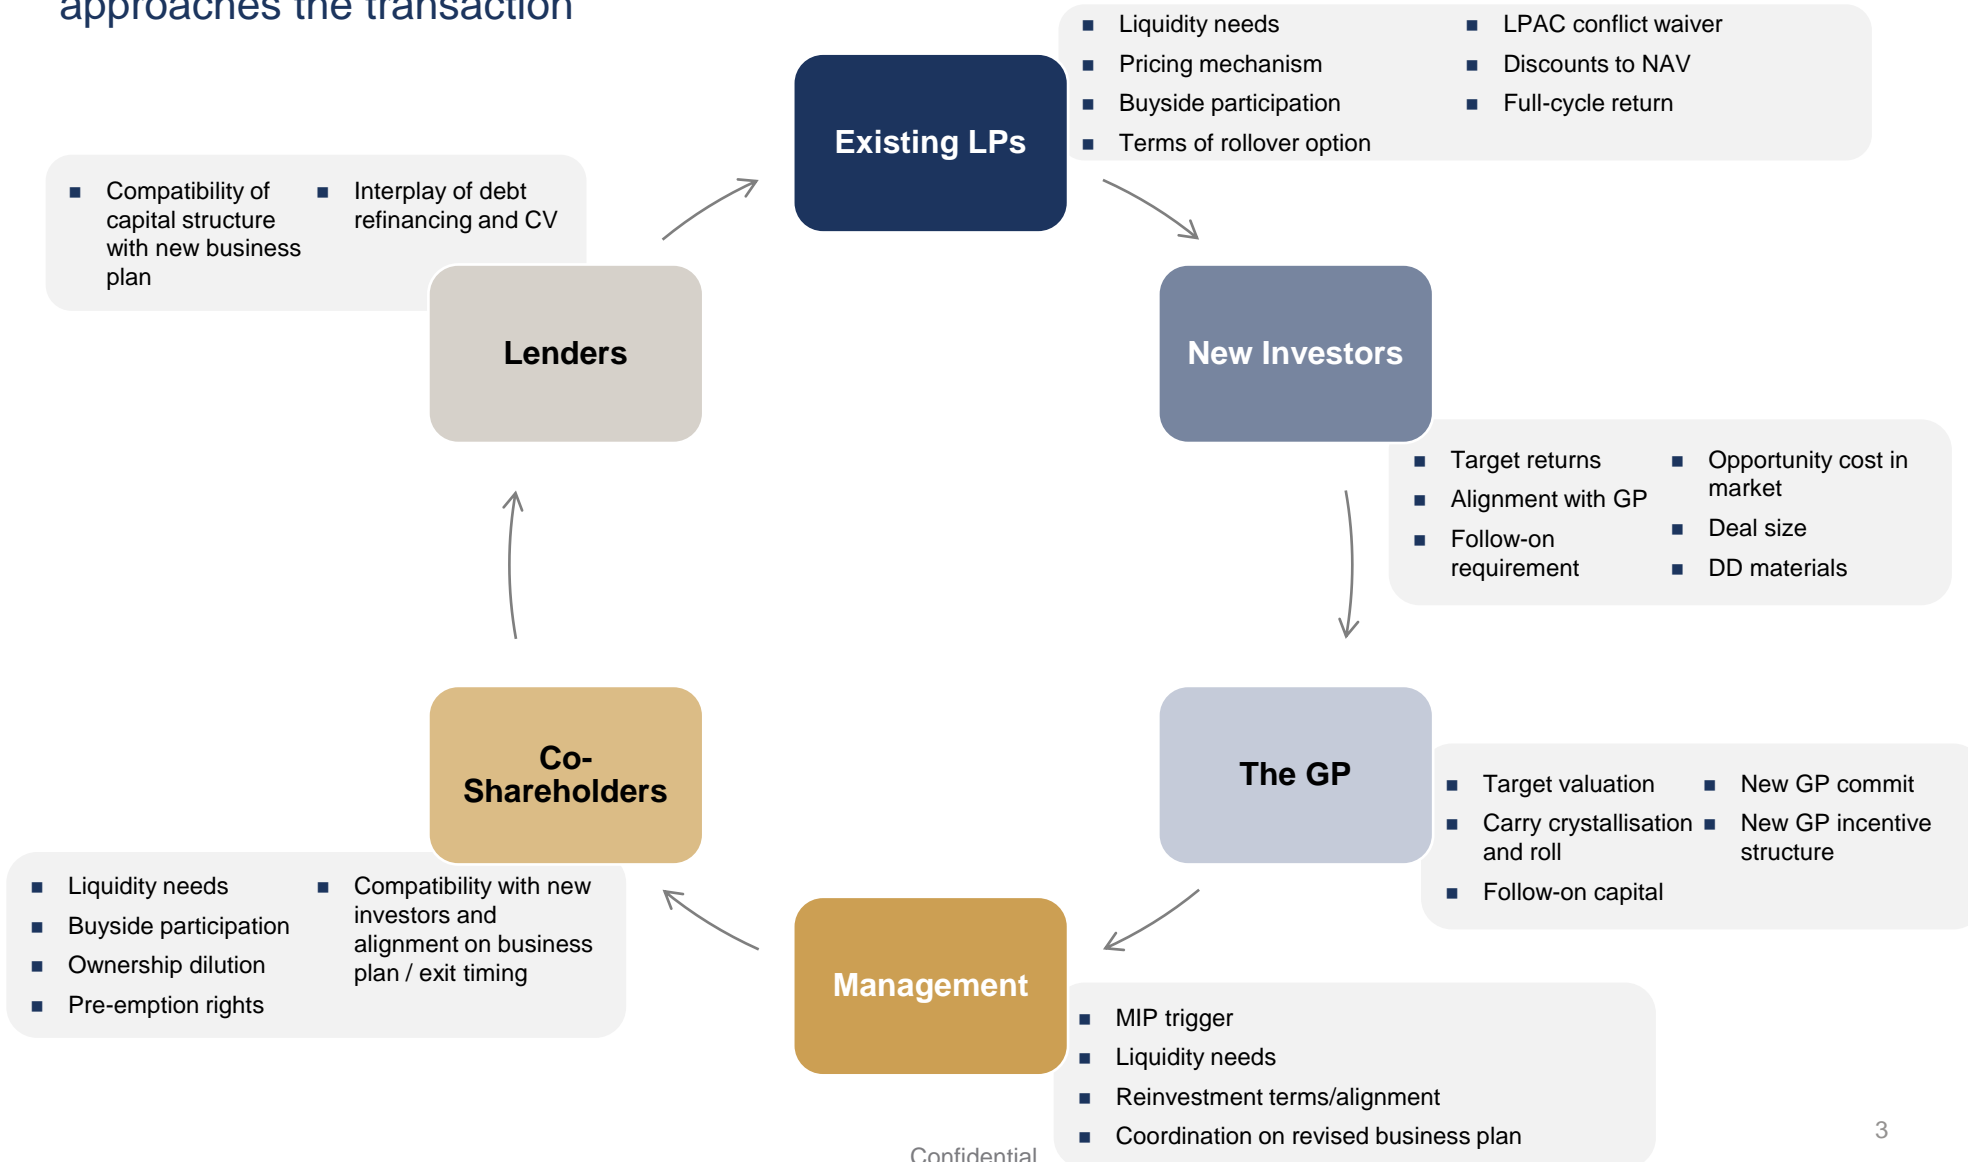 approaches the transaction
Existing LPs
Liquidity needs
Pricing mechanism
Buyside participation
Terms of rollover option
LPAC conflict waiver
Discounts to NAV
Full-cycle return
New Investors
Target returns
Alignment with GP
Follow-on
requirement
Opportunity cost in
market
Deal size
DD materials
The GP
Target valuation
Carry crystallisation
and roll
Follow-on capital
New GP commit
New GP incentive
structure
Management
MIP trigger
Liquidity needs
Reinvestment terms/alignment
Coordination on revised business plan
Co-
Shareholders
Liquidity needs
Buyside participation
Ownership dilution
Pre-emption rights
Compatibility with new
investors and
alignment on business
plan / exit timing
Lenders
Compatibility of
capital structure
with new business
plan
Interplay of debt
refinancing and CV
Confidential
3